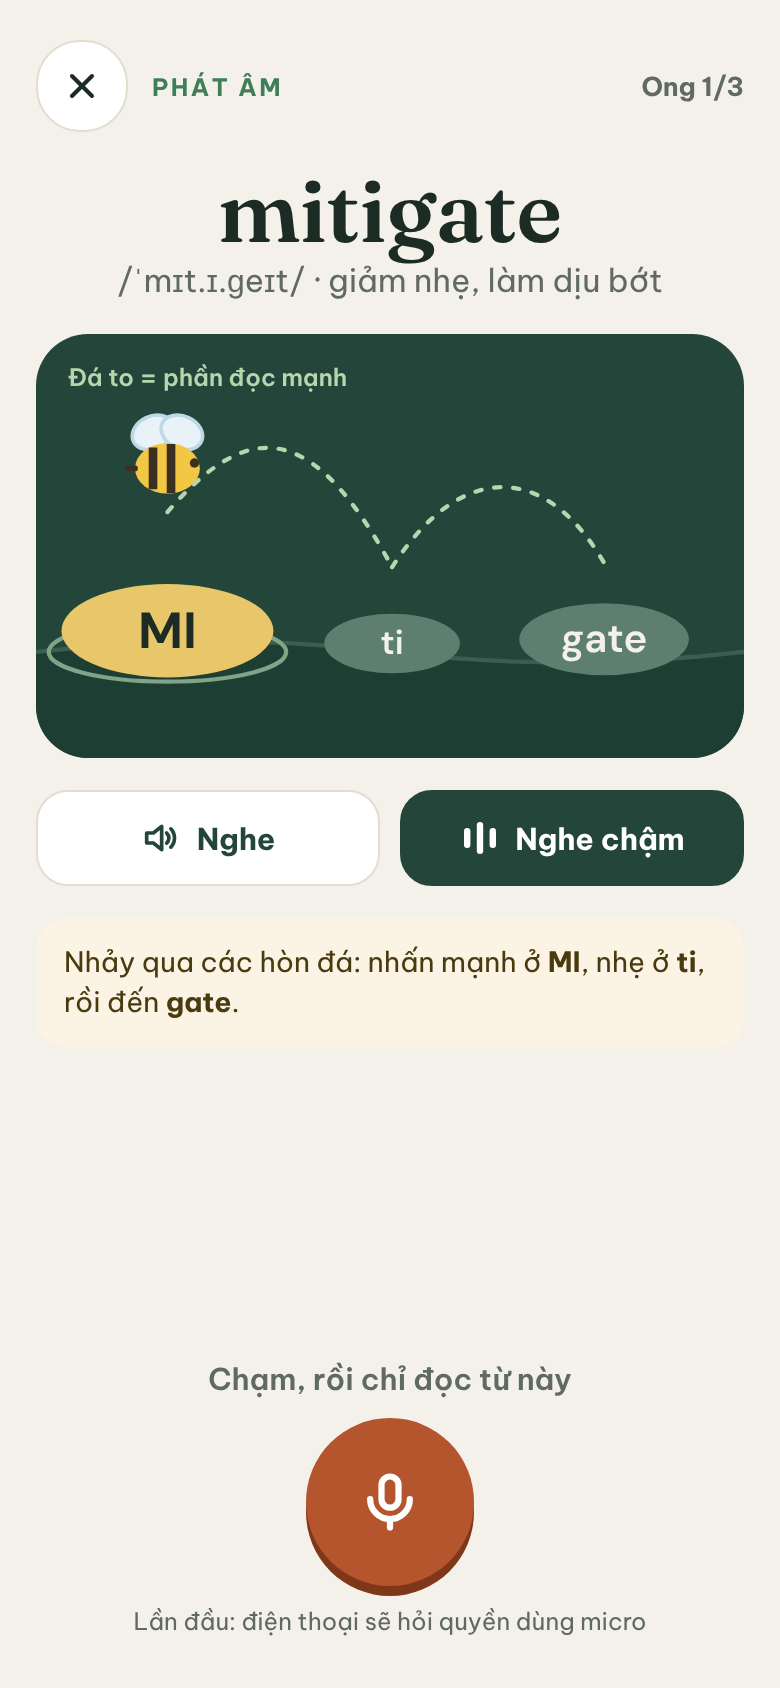 PHÁT ÂM
Ong 1/3
mitigate
/ˈmɪt.ɪ.geɪt/ · giảm nhẹ, làm dịu bớt
Đá to = phần đọc mạnh
MI
ti
gate
Nghe
Nghe chậm
Nhảy qua các hòn đá: nhấn mạnh ở MI, nhẹ ở ti,
rồi đến gate.
Chạm, rồi chỉ đọc từ này
Lần đầu: điện thoại sẽ hỏi quyền dùng micro